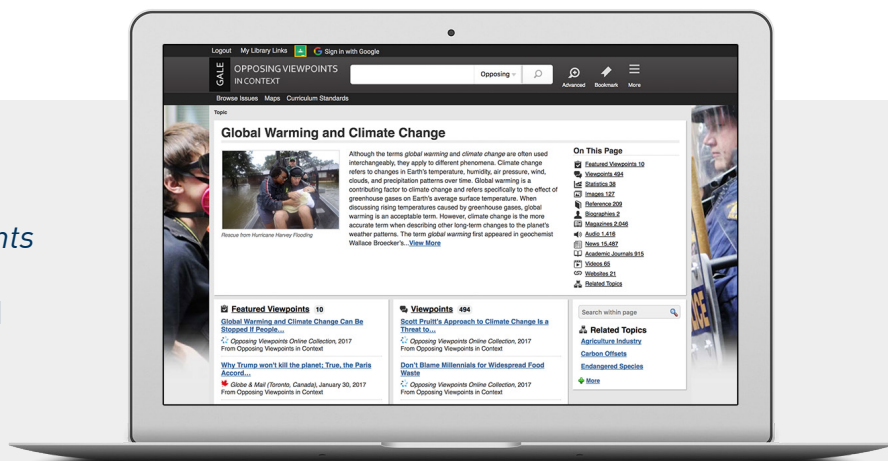 Logout My Library Links Sign in with Google
GALE
OPPOSING VIEWPOINTS
IN CONTEXT
Opposing
Advanced Bookmark More
Browse Issues Maps Curriculum Standards
Topic
Global Warming and Climate Change
Although the terms global warming and climate change are often used
interchangeably, they apply to different phenomena. Climate change
refers to changes in Earth's temperature, humidity, air pressure, wind,
clouds, and precipitation patterns over time. Global warming is a
contributing factor to climate change and refers specifically to the effect of
greenhouse gases on Earth's average surface temperature. When
discussing rising temperatures caused by greenhouse gases, global
warming is an acceptable term. However, climate change is the more
accurate term when describing other long-term changes to the planet's
weather patterns. The term global warming first appeared in geochemist
Wallace Broecker's...View More
Rescue from Hurricane Harvey Flooding
On This Page
Featured Viewpoints 10
Viewpoints 494
Statistics 38
Images 127
Reference 209
Biographies 2
Magazines 2,046
Audio 1,416
News 15,487
Academic Journals 915
Videos 65
Websites 21
Related Topics
Featured Viewpoints 10
Global Warming and Climate Change Can Be
Stopped If People…
Opposing Viewpoints Online Collection, 2017
From Opposing Viewpoints in Context
Why Trump won't kill the planet; True, the Paris
Accord…
Globe & Mail (Toronto, Canada), January 30, 2017
From Opposing Viewpoints in Context
Viewpoints 494
Scott Pruitt's Approach to Climate Change Is a
Threat to…
Opposing Viewpoints Online Collection, 2017
From Opposing Viewpoints in Context
Don't Blame Millennials for Widespread Food
Waste
Opposing Viewpoints Online Collection, 2017
From Opposing Viewpoints in Context
Search within page
Related Topics
Agriculture Industry
Carbon Offsets
Endangered Species
More
nts